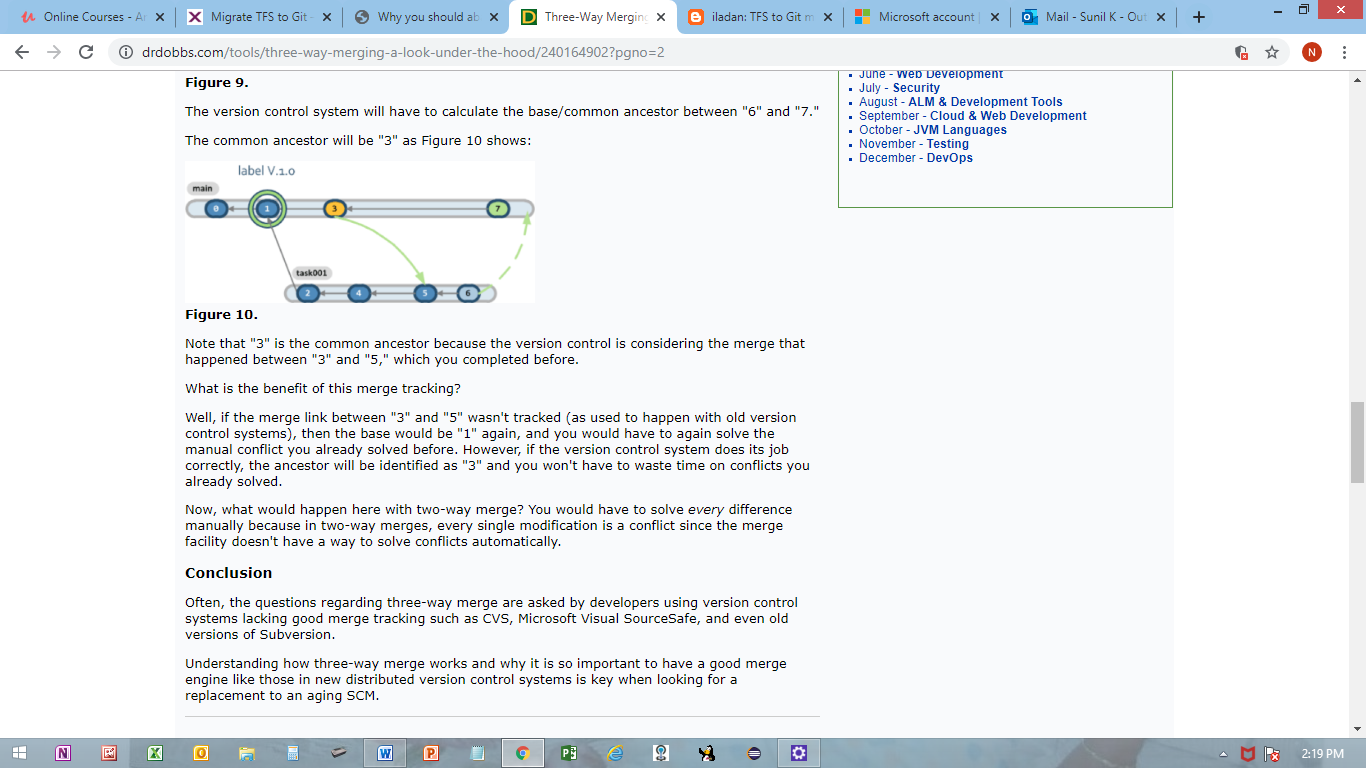 Online Courses - A
Migrate TFS to Git -
Why you should ab
Three-Way Merging
iladan: TFS to Git m
Microsoft account
Mail - Sunil K - Out
drdobbs.com/tools/three-way-merging-a-look-under-the-hood/240164902?pgno=2
N
Figure 9.
The version control system will have to calculate the base/common ancestor between "6" and "7."
The common ancestor will be "3" as Figure 10 shows:
label V.1.0
main
0 1 3 7
task001
2 4 5 6
Figure 10.
Note that "3" is the common ancestor because the version control is considering the merge that
happened between "3" and "5," which you completed before.
What is the benefit of this merge tracking?
Well, if the merge link between "3" and "5" wasn't tracked (as used to happen with old version
control systems), then the base would be "1" again, and you would have to again solve the
manual conflict you already solved before. However, if the version control system does its job
correctly, the ancestor will be identified as "3" and you won't have to waste time on conflicts you
already solved.
Now, what would happen here with two-way merge? You would have to solve every difference
manually because in two-way merges, every single modification is a conflict since the merge
facility doesn't have a way to solve conflicts automatically.
Conclusion
Often, the questions regarding three-way merge are asked by developers using version control
systems lacking good merge tracking such as CVS, Microsoft Visual SourceSafe, and even old
versions of Subversion.
Understanding how three-way merge works and why it is so important to have a good merge
engine like those in new distributed version control systems is key when looking for a
replacement to an aging SCM.
June - Web Development
July - Security
August - ALM & Development Tools
September - Cloud & Web Development
October - JVM Languages
November - Testing
December - DevOps
2:19 PM